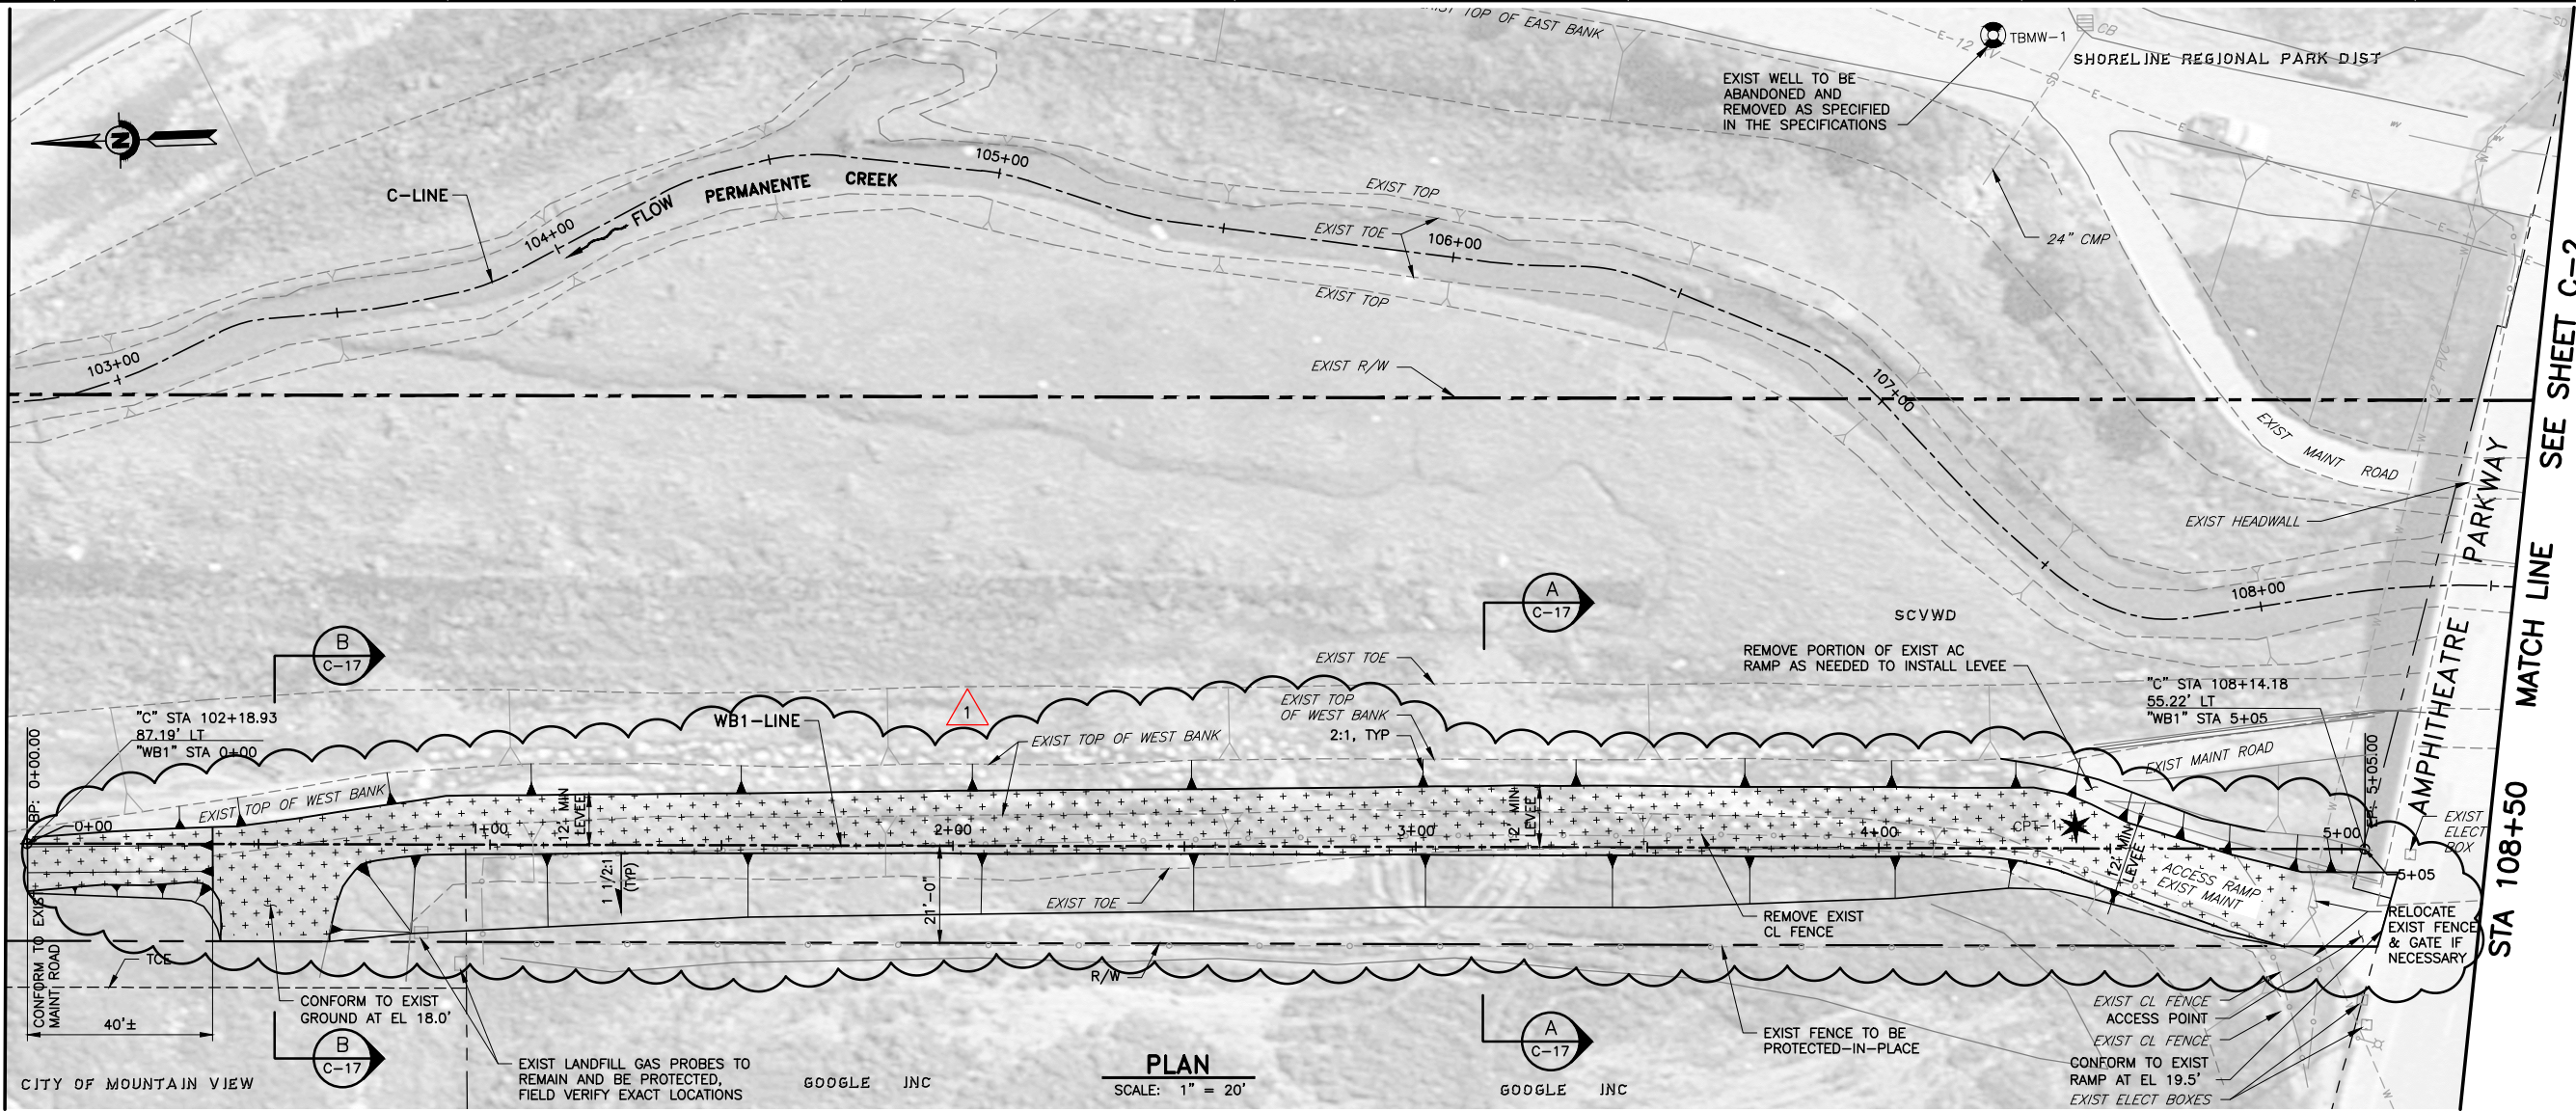 EXIST TOP OF EAST BANK
E-12 KV
TBMW-1
CB
SD
SHORELINE REGIONAL PARK DIST
EXIST WELL TO BE
ABANDONED AND
REMOVED AS SPECIFIED
IN THE SPECIFICATIONS
N
C-LINE
FLOW
PERMANENTE CREEK
103+00
104+00
105+00
106+00
107+00
108+00
EXIST TOP
EXIST TOE
EXIST TOP
24" CMP
EXIST R/W
EXIST MAINT ROAD
12" PVC
EXIST HEADWALL
AMPHITHEATRE PARKWAY
STA 108+50 MATCH LINE SEE SHEET C-2
B
C-17
A
C-17
SCVWD
REMOVE PORTION OF EXIST AC
RAMP AS NEEDED TO INSTALL LEVEE
EXIST TOE
"C" STA 102+18.93
87.19' LT
"WB1" STA 0+00
BP: 0+00.00
WB1-LINE
1
EXIST TOP OF WEST BANK
EXIST TOP
OF WEST BANK
2:1, TYP
"C" STA 108+14.18
55.22' LT
"WB1" STA 5+05
EXIST MAINT ROAD
EP: 5+05.00
EXIST TOP OF WEST BANK
0+00
1+00
2+00
3+00
4+00
5+00
5+05
12' MIN
LEVEE
12' MIN
LEVEE
12' MIN
LEVEE
CPT-1
EXIST
ELECT
BOX
1 1/2:1
(TYP)
21'-0"
EXIST TOE
ACCESS RAMP
EXIST MAINT
REMOVE EXIST
CL FENCE
RELOCATE
EXIST FENCE
& GATE IF
NECESSARY
CONFORM TO EXIST
MAINT ROAD
TCE
40'±
CONFORM TO EXIST
GROUND AT EL 18.0'
R/W
EXIST LANDFILL GAS PROBES TO
REMAIN AND BE PROTECTED,
FIELD VERIFY EXACT LOCATIONS
EXIST FENCE TO BE
PROTECTED-IN-PLACE
EXIST CL FENCE
ACCESS POINT
EXIST CL FENCE
CONFORM TO EXIST
RAMP AT EL 19.5'
EXIST ELECT BOXES
B
C-17
A
C-17
CITY OF MOUNTAIN VIEW
GOOGLE INC
PLAN
SCALE: 1" = 20'
GOOGLE INC